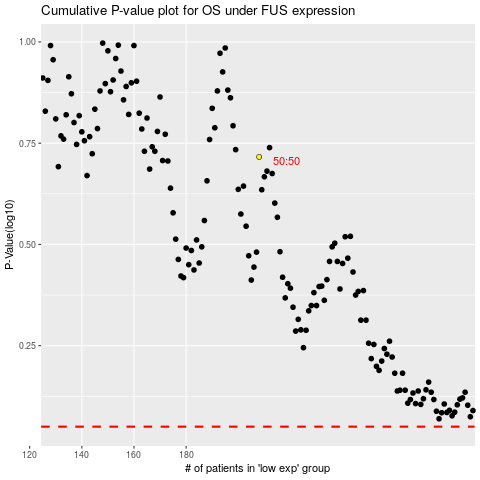 Cumulative P-value plot for OS under FUS expression
1.00
0.75
0.50
0.25
P-Value(log10)
50:50
120 140 160 180
# of patients in 'low exp' group